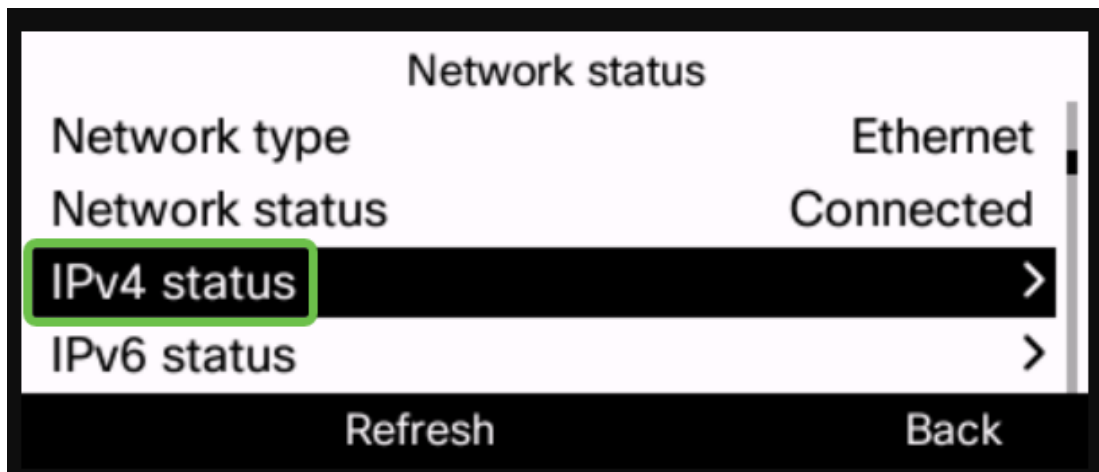 Network status
Network type Ethernet
Network status Connected
IPv4 status >
IPv6 status >
Refresh Back